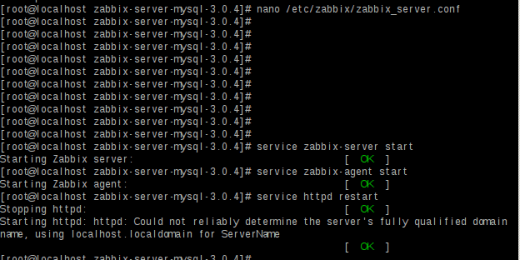 [root@localhost zabbix-server-mysql-3.0.4]# nano /etc/zabbix/zabbix_server.conf
[root@localhost zabbix-server-mysql-3.0.4]#
[root@localhost zabbix-server-mysql-3.0.4]#
[root@localhost zabbix-server-mysql-3.0.4]#
[root@localhost zabbix-server-mysql-3.0.4]#
[root@localhost zabbix-server-mysql-3.0.4]#
[root@localhost zabbix-server-mysql-3.0.4]#
[root@localhost zabbix-server-mysql-3.0.4]#
[root@localhost zabbix-server-mysql-3.0.4]#
[root@localhost zabbix-server-mysql-3.0.4]#
[root@localhost zabbix-server-mysql-3.0.4]#
[root@localhost zabbix-server-mysql-3.0.4]# service zabbix-server start
Starting Zabbix server: [ OK ]
[root@localhost zabbix-server-mysql-3.0.4]# service zabbix-agent start
Starting Zabbix agent: [ OK ]
[root@localhost zabbix-server-mysql-3.0.4]# service httpd restart
Stopping httpd: [ OK ]
Starting httpd: httpd: Could not reliably determine the server's fully qualified domain
name, using localhost.localdomain for ServerName
[ OK ]
[root@localhost zabbix-server-mysql-3.0.4]#